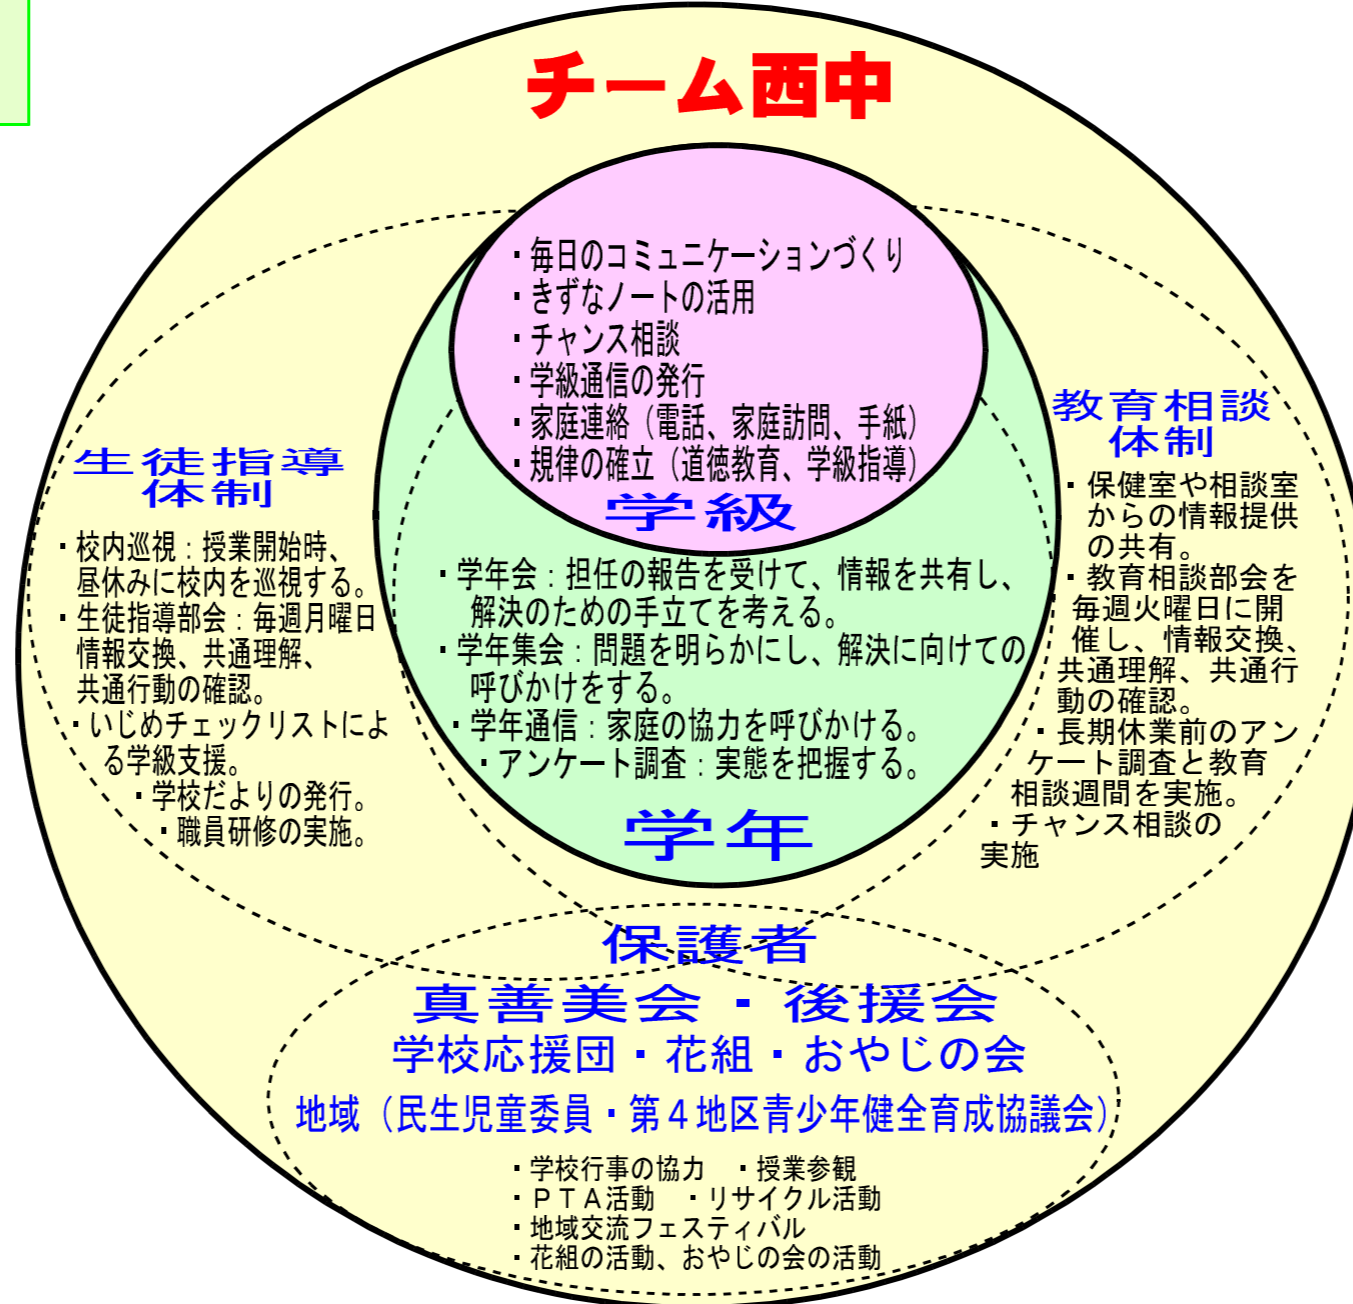 チーム西中
・毎日のコミュニケーションづくり
・きずなノートの活用
・チャンス相談
・学級通信の発行
・家庭連絡（電話、家庭訪問、手紙）
・規律の確立（道徳教育、学級指導）
学級
・学年会：担任の報告を受けて、情報を共有し、
解決のための手立てを考える。
・学年集会：問題を明らかにし、解決に向けての
呼びかけをする。
・学年通信：家庭の協力を呼びかける。
・アンケート調査：実態を把握する。
学年
生徒指導
体制
・校内巡視：授業開始時、
昼休みに校内を巡視する。
・生徒指導部会：毎週月曜日
情報交換、共通理解、
共通行動の確認。
・いじめチェックリストによ
る学級支援。
・学校だよりの発行。
・職員研修の実施。
教育相談
体制
・保健室や相談室
からの情報提供
の共有。
・教育相談部会を
毎週火曜日に開
催し、情報交換、
共通理解、共通行
動の確認。
・長期休業前のアン
ケート調査と教育
相談週間を実施。
・チャンス相談の
実施
保護者
真善美会・後援会
学校応援団・花組・おやじの会
地域（民生児童委員・第４地区青少年健全育成協議会）
・学校行事の協力　・授業参観
・ＰＴＡ活動　・リサイクル活動
・地域交流フェスティバル
・花組の活動、おやじの会の活動